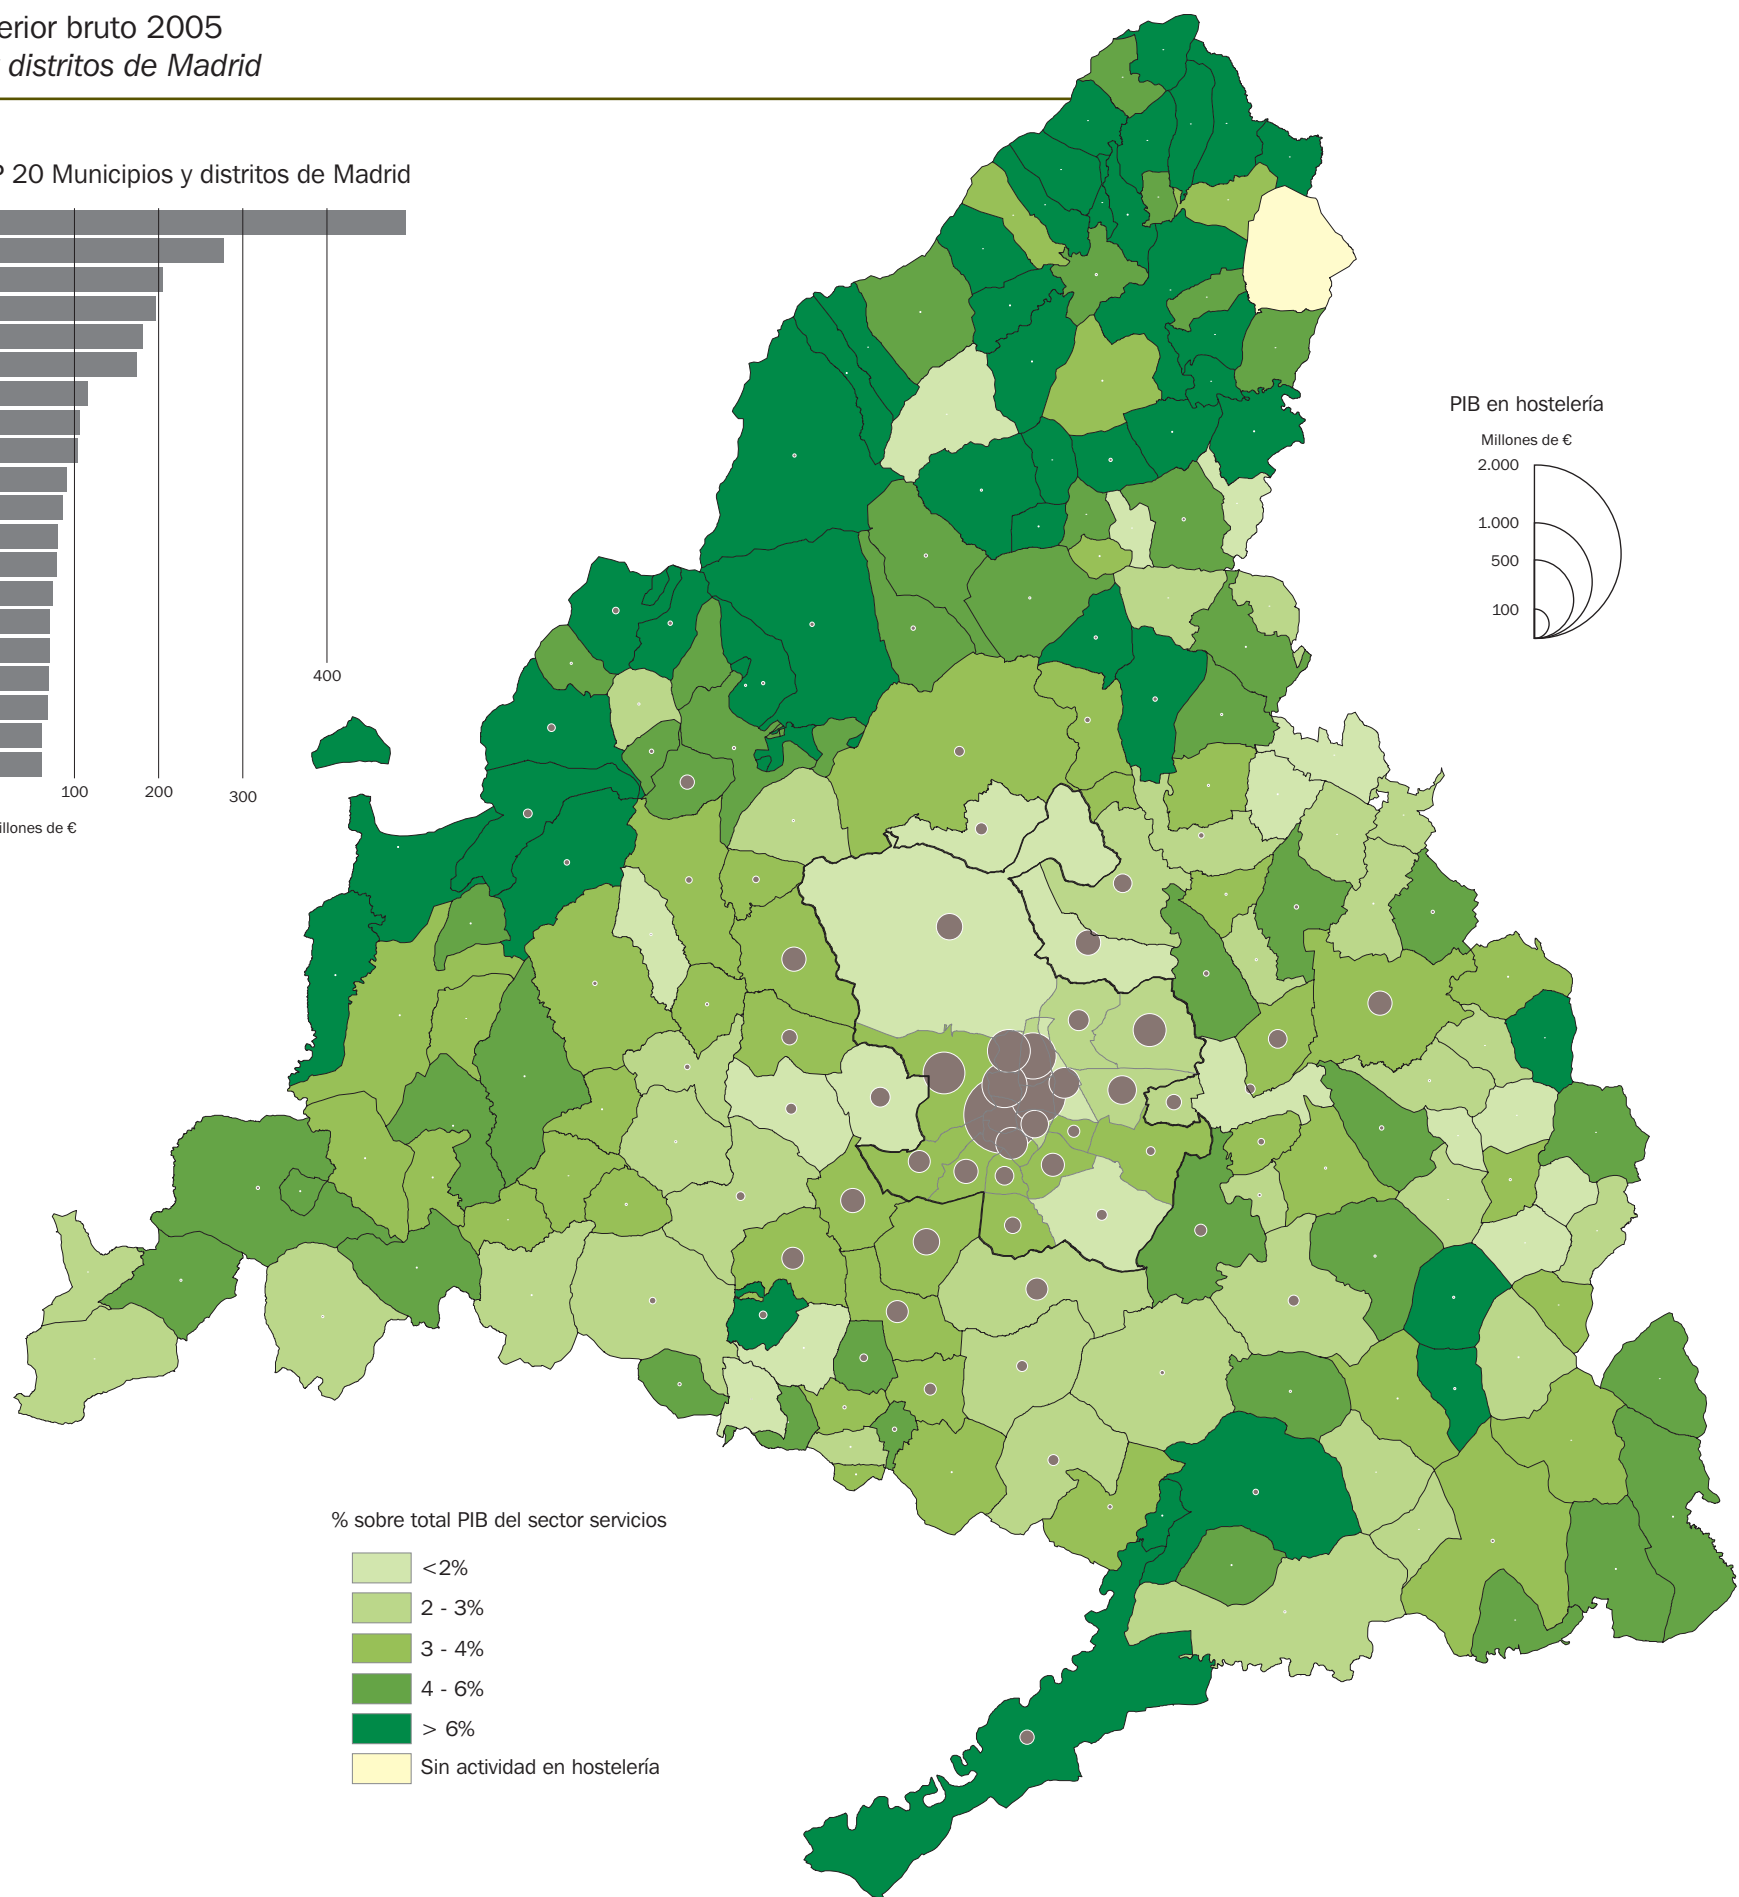 erior bruto 2005
distritos de Madrid
20 Municipios y distritos de Madrid
400
100
200
300
illones de €
PIB en hostelería
Millones de €
2.000
1.000
500
100
% sobre total PIB del sector servicios
<2%
2 - 3%
3 - 4%
4 - 6%
> 6%
Sin actividad en hostelería